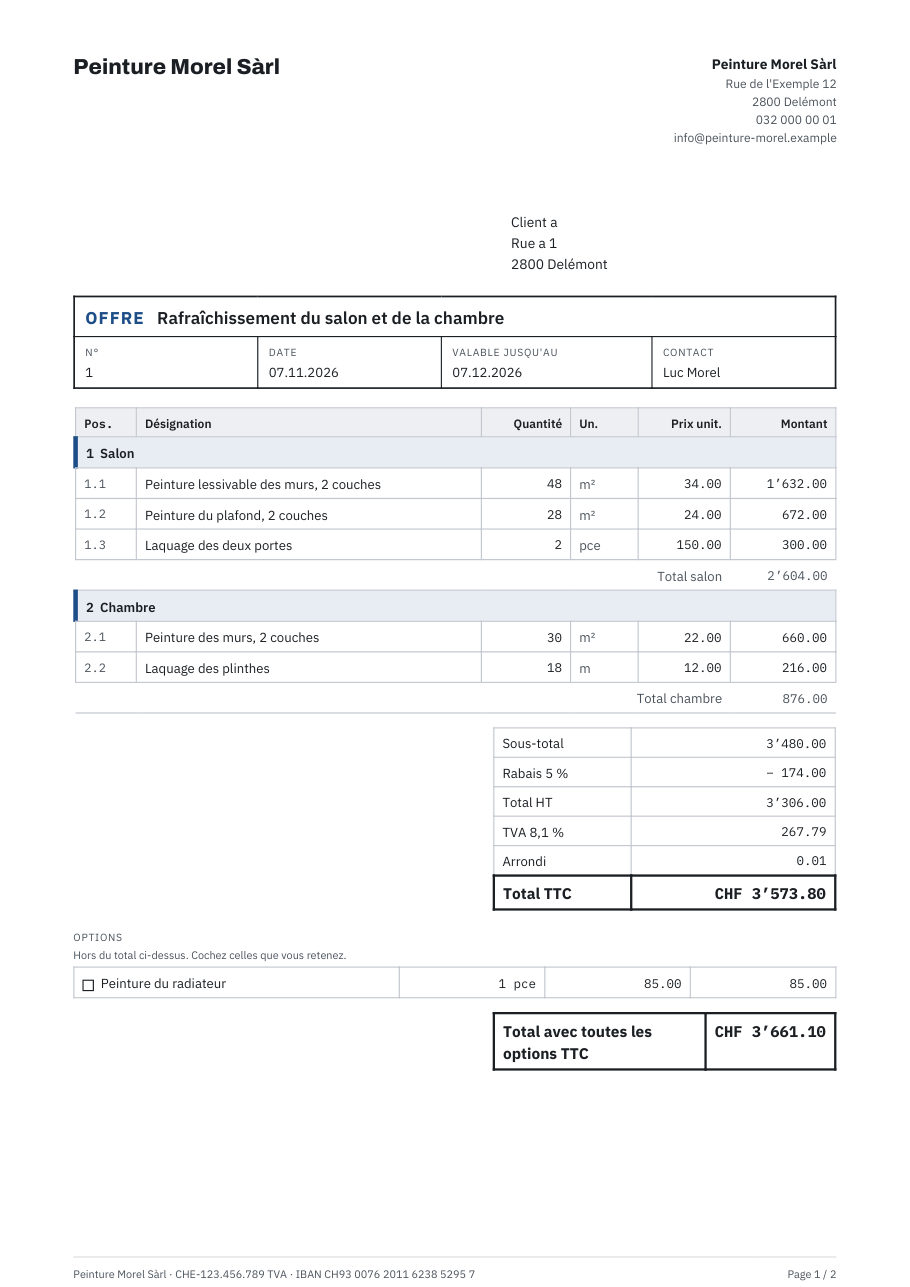 Peinture Morel Sàrl
Peinture Morel Sàrl
Rue de l'Exemple 12
2800 Delémont
032 000 00 01
info@peinture-morel.example
Client a
Rue a 1
2800 Delémont
OFFRE Rafraîchissement du salon et de la chambre
N° DATE VALABLE JUSQU'AU CONTACT
1 07.11.2026 07.12.2026 Luc Morel
Pos. Désignation Quantité Un. Prix unit. Montant
1 Salon
1.1 Peinture lessivable des murs, 2 couches 48 m² 34.00 1’632.00
1.2 Peinture du plafond, 2 couches 28 m² 24.00 672.00
1.3 Laquage des deux portes 2 pce 150.00 300.00
Total salon 2’604.00
2 Chambre
2.1 Peinture des murs, 2 couches 30 m² 22.00 660.00
2.2 Laquage des plinthes 18 m 12.00 216.00
Total chambre 876.00
Sous-total 3’480.00
Rabais 5 % – 174.00
Total HT 3’306.00
TVA 8,1 % 267.79
Arrondi 0.01
Total TTC CHF 3’573.80
OPTIONS
Hors du total ci-dessus. Cochez celles que vous retenez.
☐ Peinture du radiateur 1 pce 85.00 85.00
Total avec toutes les CHF 3’661.10
options TTC
Peinture Morel Sàrl · CHE-123.456.789 TVA · IBAN CH93 0076 2011 6238 5295 7 Page 1 / 2